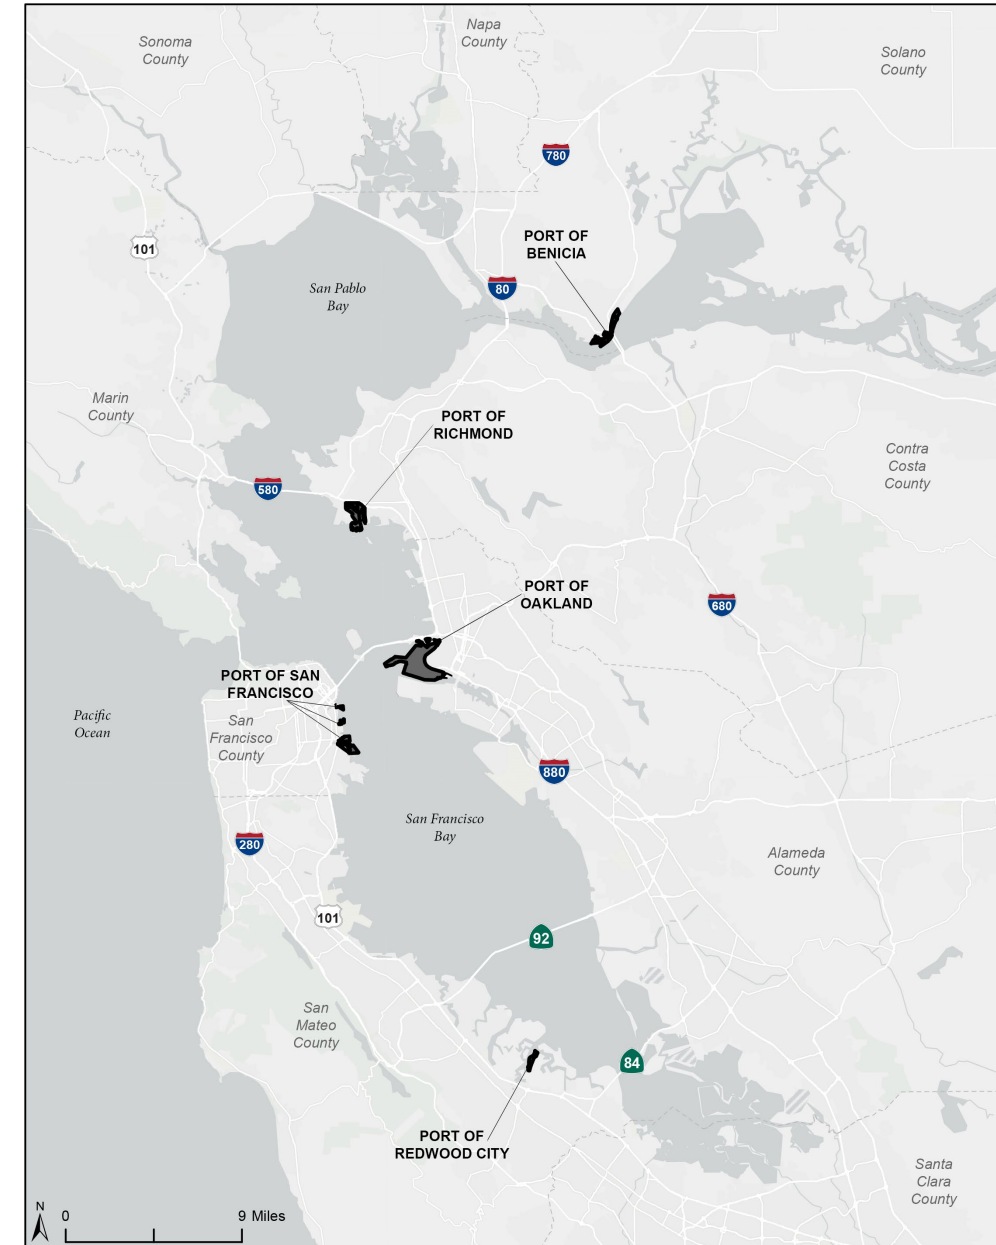 Sonoma
County
Napa
County
Solano
County
780
PORT OF
BENICIA
101
80
San Pablo
Bay
Marin
County
PORT OF
RICHMOND
Contra
Costa
County
580
PORT OF
OAKLAND
680
PORT OF SAN
FRANCISCO
Pacific
Ocean
San
Francisco
County
880
San Francisco
Bay
280
Alameda
County
101
92
San
Mateo
County
84
PORT OF
REDWOOD CITY
Santa
Clara
County
N
0
9 Miles